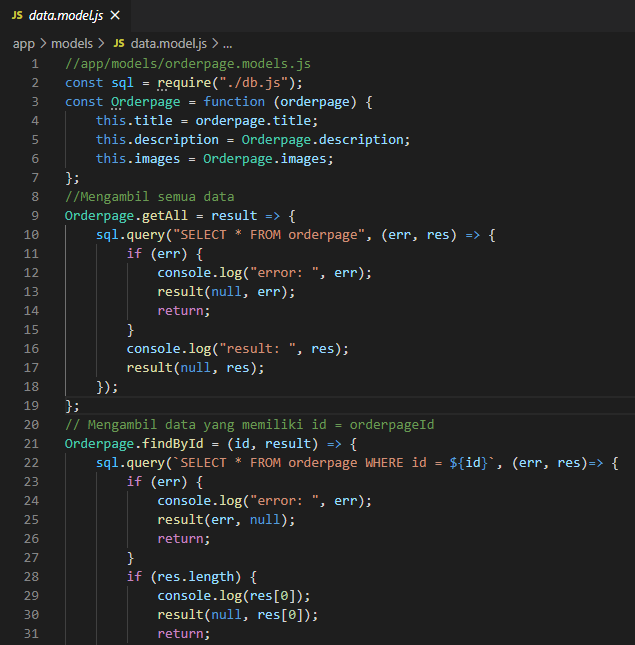 JS data.model.js ×
app > models > JS data.model.js > ...
1 //app/models/orderpage.models.js
2 const sql = require("./db.js");
3 const Orderpage = function (orderpage) {
4     this.title = orderpage.title;
5     this.description = Orderpage.description;
6     this.images = Orderpage.images;
7 };
8 //Mengambil semua data
9 Orderpage.getAll = result => {
10     sql.query("SELECT * FROM orderpage", (err, res) => {
11         if (err) {
12             console.log("error: ", err);
13             result(null, err);
14             return;
15         }
16         console.log("result: ", res);
17         result(null, res);
18     });
19 };
20 // Mengambil data yang memiliki id = orderpageId
21 Orderpage.findById = (id, result) => {
22     sql.query(`SELECT * FROM orderpage WHERE id = ${id}`, (err, res)=> {
23         if (err) {
24             console.log("error: ", err);
25             result(err, null);
26             return;
27         }
28         if (res.length) {
29             console.log(res[0]);
30             result(null, res[0]);
31             return;